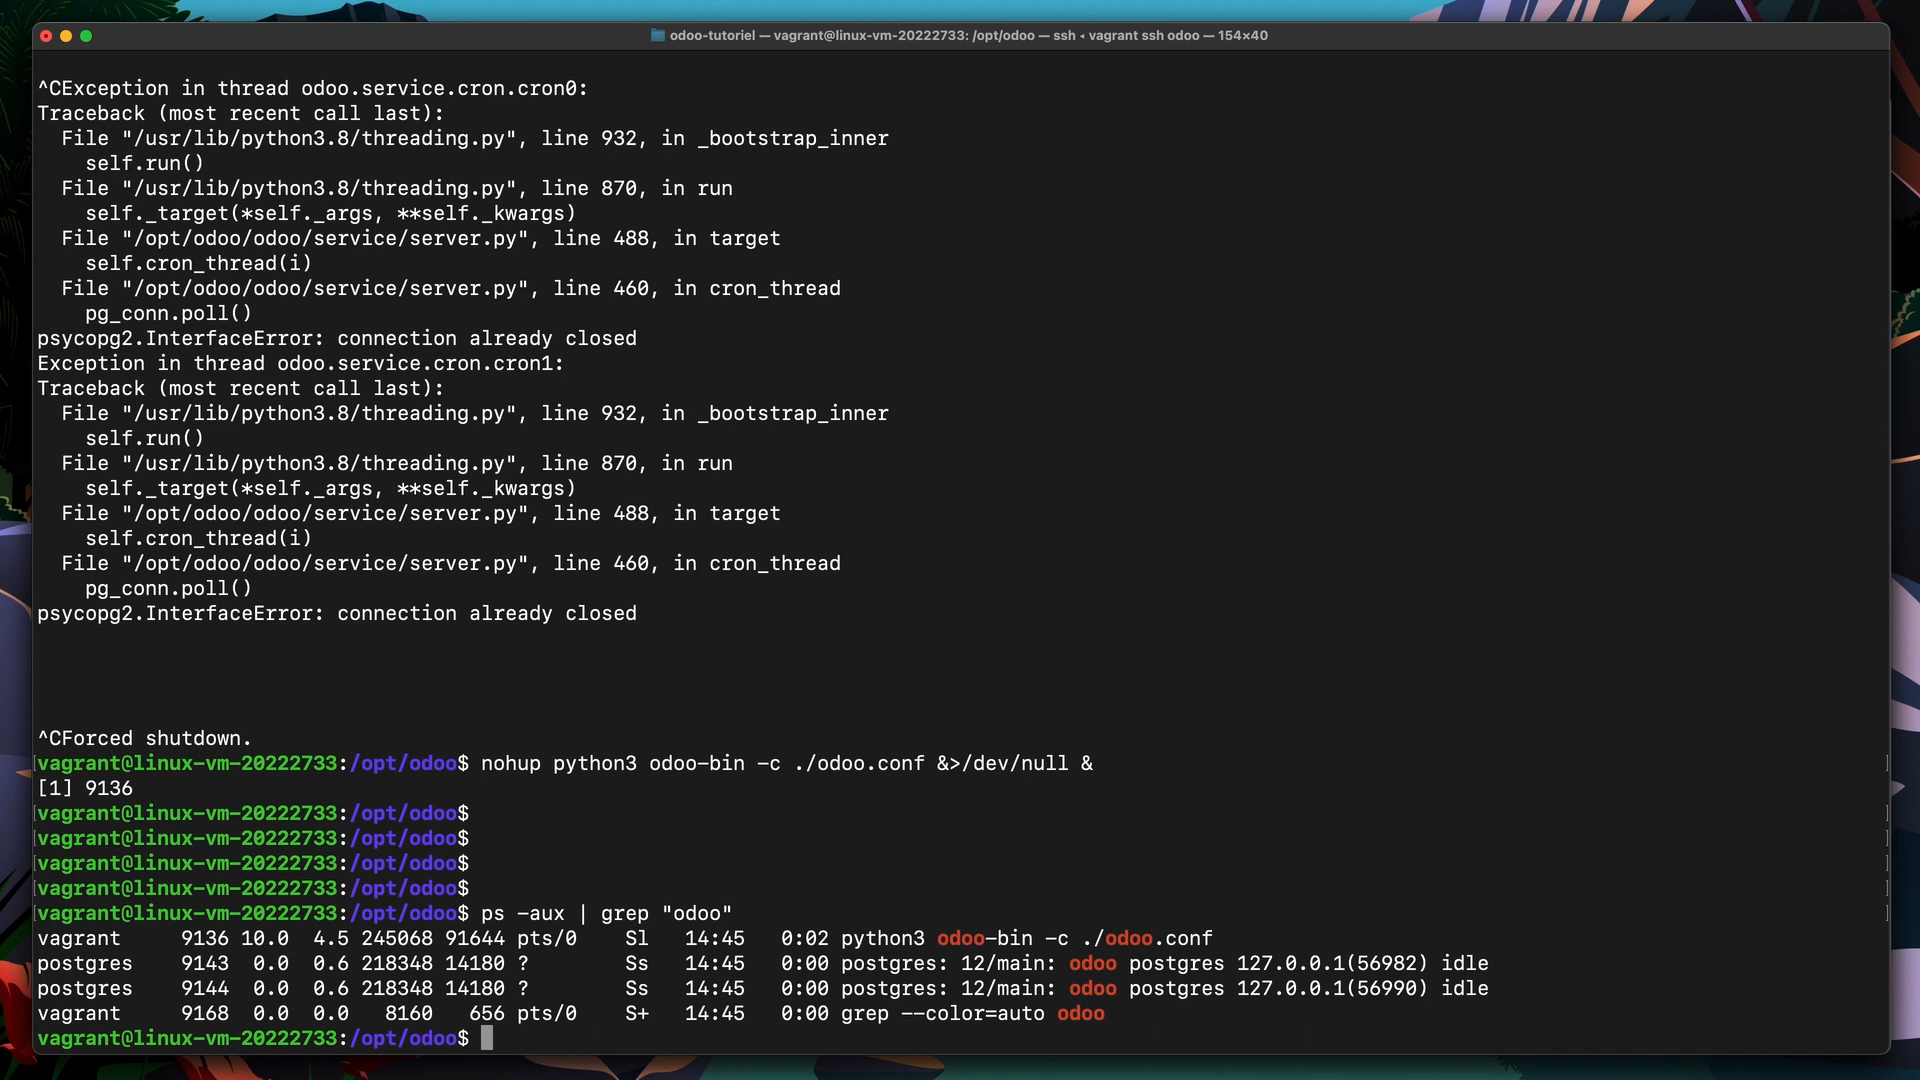 odoo-tutoriel — vagrant@linux-vm-20222733: /opt/odoo — ssh ◂ vagrant ssh odoo — 154×40
^CException in thread odoo.service.cron.cron0:
Traceback (most recent call last):
  File "/usr/lib/python3.8/threading.py", line 932, in _bootstrap_inner
    self.run()
  File "/usr/lib/python3.8/threading.py", line 870, in run
    self._target(*self._args, **self._kwargs)
  File "/opt/odoo/odoo/service/server.py", line 488, in target
    self.cron_thread(i)
  File "/opt/odoo/odoo/service/server.py", line 460, in cron_thread
    pg_conn.poll()
psycopg2.InterfaceError: connection already closed
Exception in thread odoo.service.cron.cron1:
Traceback (most recent call last):
  File "/usr/lib/python3.8/threading.py", line 932, in _bootstrap_inner
    self.run()
  File "/usr/lib/python3.8/threading.py", line 870, in run
    self._target(*self._args, **self._kwargs)
  File "/opt/odoo/odoo/service/server.py", line 488, in target
    self.cron_thread(i)
  File "/opt/odoo/odoo/service/server.py", line 460, in cron_thread
    pg_conn.poll()
psycopg2.InterfaceError: connection already closed
^CForced shutdown.
[vagrant@linux-vm-20222733:/opt/odoo$ nohup python3 odoo-bin -c ./odoo.conf &>/dev/null & ]
[1] 9136
[vagrant@linux-vm-20222733:/opt/odoo$ ]
[vagrant@linux-vm-20222733:/opt/odoo$ ]
[vagrant@linux-vm-20222733:/opt/odoo$ ]
[vagrant@linux-vm-20222733:/opt/odoo$ ]
[vagrant@linux-vm-20222733:/opt/odoo$ ps -aux | grep "odoo" ]
vagrant     9136 10.0  4.5 245068 91644 pts/0    Sl   14:45   0:02 python3 odoo-bin -c ./odoo.conf
postgres    9143  0.0  0.6 218348 14180 ?        Ss   14:45   0:00 postgres: 12/main: odoo postgres 127.0.0.1(56982) idle
postgres    9144  0.0  0.6 218348 14180 ?        Ss   14:45   0:00 postgres: 12/main: odoo postgres 127.0.0.1(56990) idle
vagrant     9168  0.0  0.0   8160   656 pts/0    S+   14:45   0:00 grep --color=auto odoo
vagrant@linux-vm-20222733:/opt/odoo$